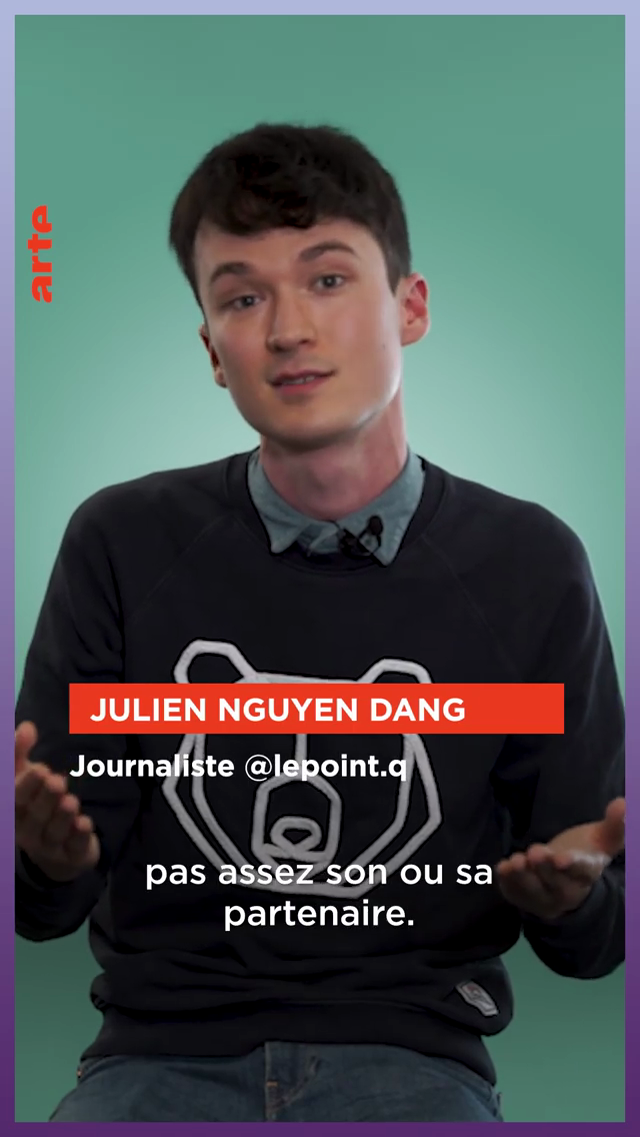 arte
JULIEN NGUYEN DANG
Journaliste @lepoint.q
pas assez son ou sa
partenaire.